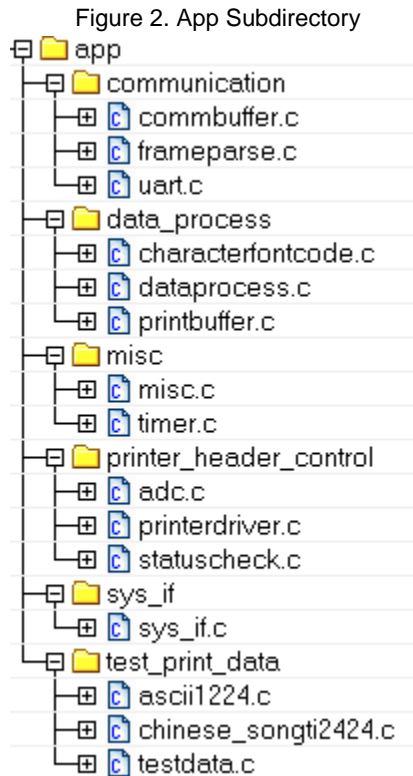 Figure 2. App Subdirectory
app
communication
commbuffer.c
frameparse.c
uart.c
data_process
characterfontcode.c
dataprocess.c
printbuffer.c
misc
misc.c
timer.c
printer_header_control
adc.c
printerdriver.c
statuscheck.c
sys_if
sys_if.c
test_print_data
ascii1224.c
chinese_songti2424.c
testdata.c